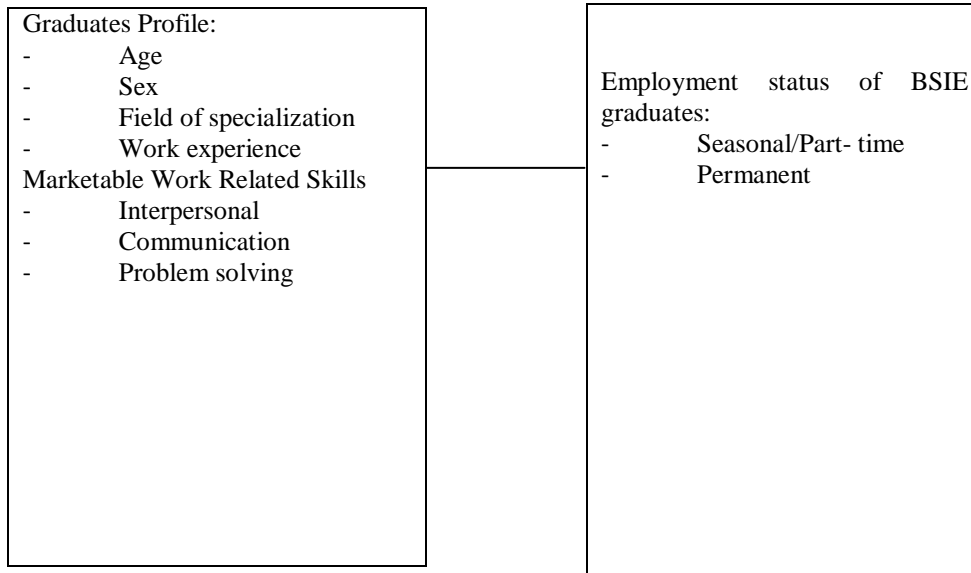 Graduates Profile:
- Age
- Sex
- Field of specialization
- Work experience
Marketable Work Related Skills
- Interpersonal
- Communication
- Problem solving
Employment status of BSIE
graduates:
- Seasonal/Part- time
- Permanent